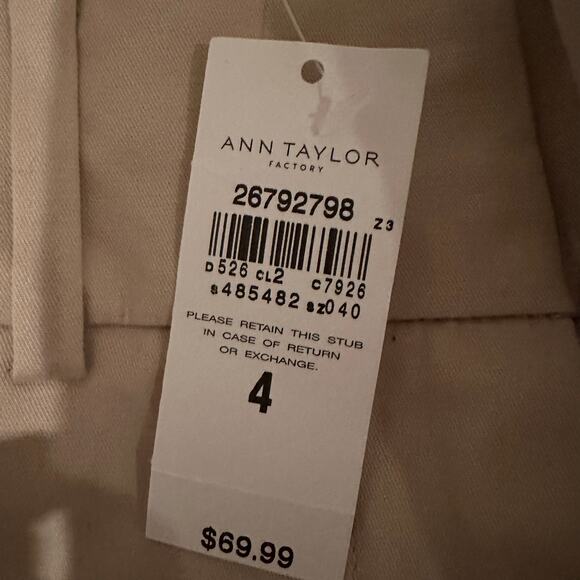 ANN TAYLOR
FACTORY
26792798
Z3
D526 CL2 C7926
S485482 SZ040
PLEASE RETAIN THIS STUB
IN CASE OF RETURN
OR EXCHANGE.
4
$69.99